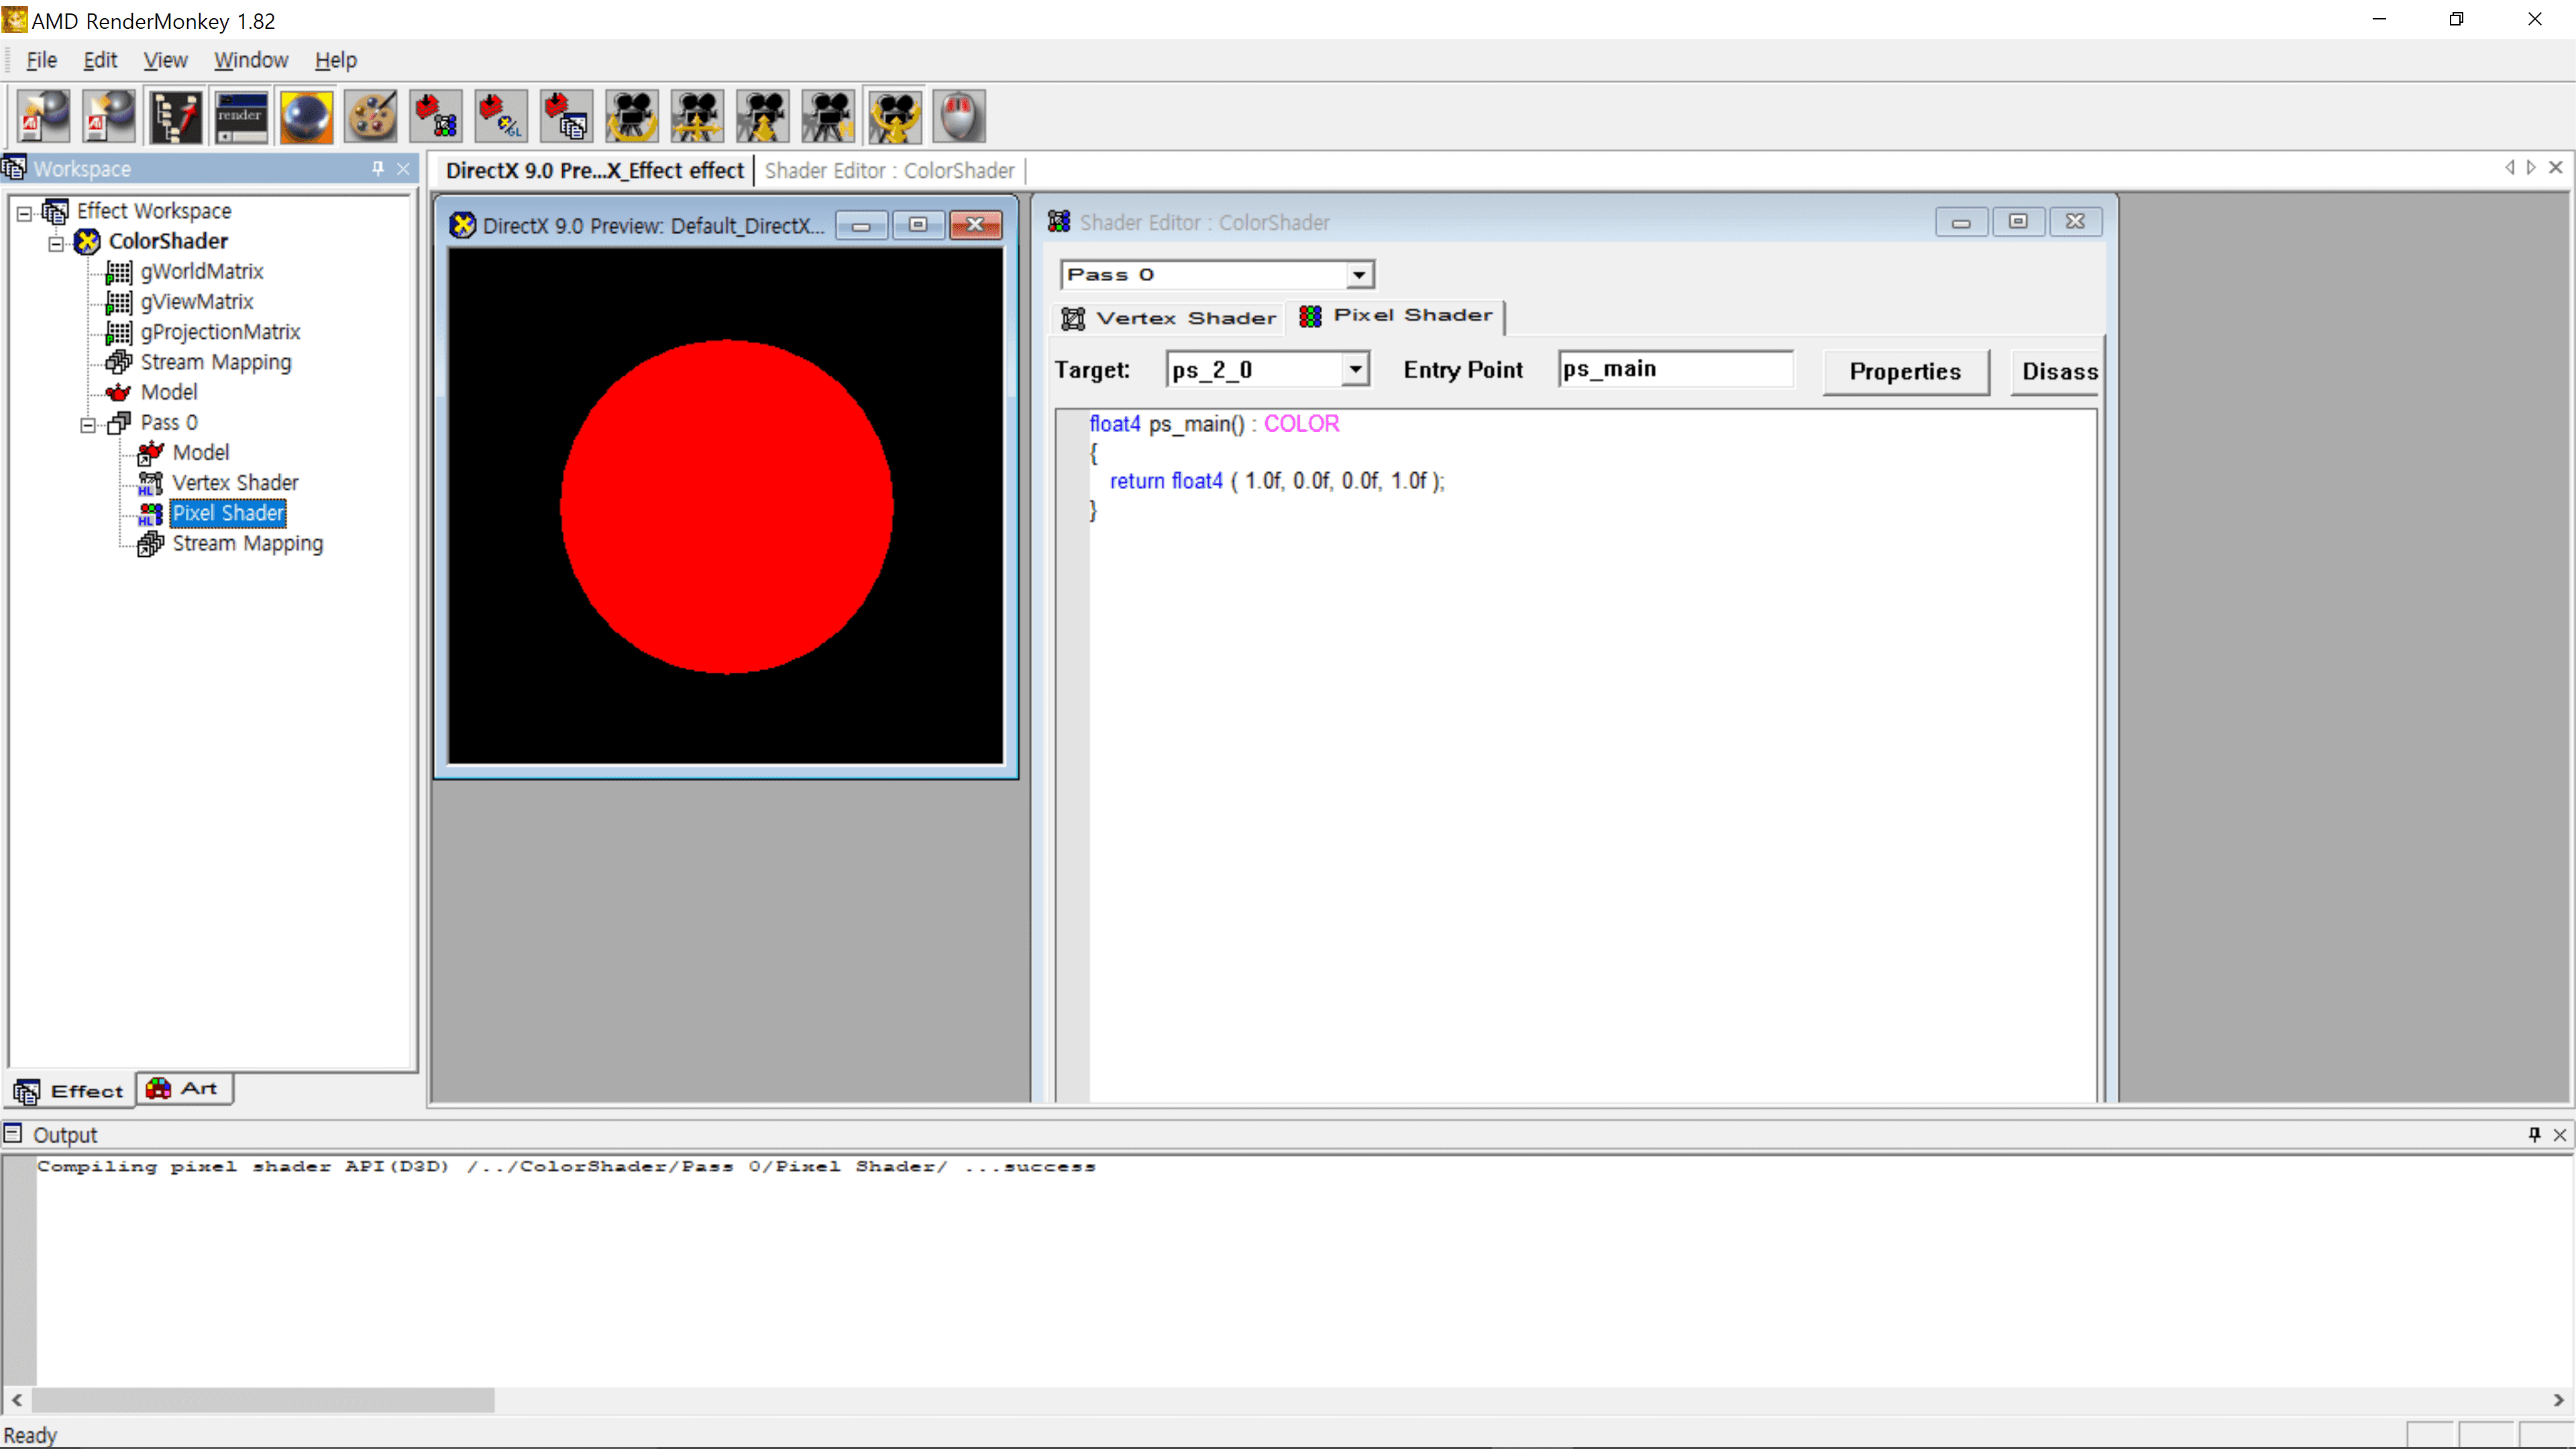 AMD RenderMonkey 1.82
File Edit View Window Help
render
Workspace
DirectX 9.0 Pre...X_Effect effect
Shader Editor : ColorShader
Effect Workspace
ColorShader
gWorldMatrix
gViewMatrix
gProjectionMatrix
Stream Mapping
Model
Pass 0
Model
Vertex Shader
Pixel Shader
Stream Mapping
Effect
Art
DirectX 9.0 Preview: Default_DirectX...
Shader Editor : ColorShader
Pass 0
Vertex Shader
Pixel Shader
Target: ps_2_0 Entry Point ps_main Properties Disass
float4 ps_main() : COLOR
{
return float4 ( 1.0f, 0.0f, 0.0f, 1.0f );
}
Output
Compiling pixel shader API(D3D) /../ColorShader/Pass 0/Pixel Shader/ ...success
Ready